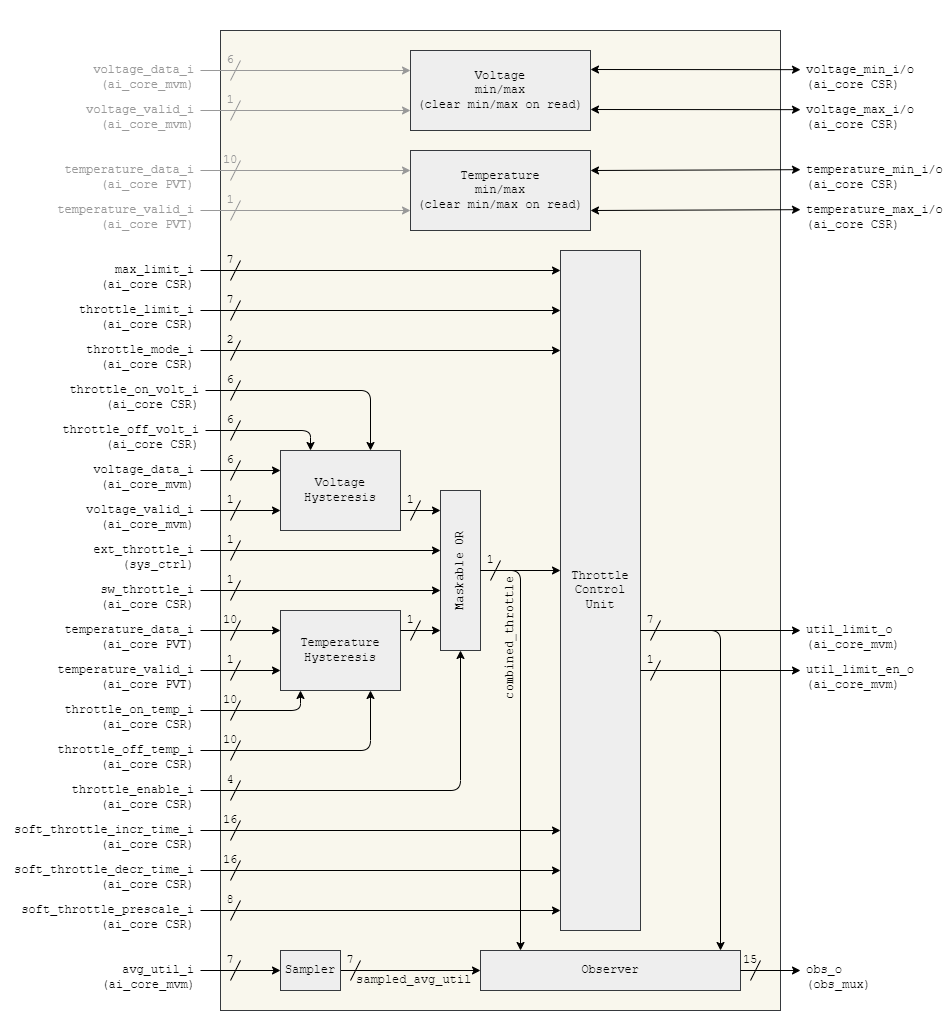 voltage_data_i
(ai_core_mvm)
6
voltage_valid_i
(ai_core_mvm)
1
Voltage
min/max
(clear min/max on read)
voltage_min_i/o
(ai_core CSR)
voltage_max_i/o
(ai_core CSR)
temperature_data_i
(ai_core PVT)
10
temperature_valid_i
(ai_core PVT)
1
Temperature
min/max
(clear min/max on read)
temperature_min_i/o
(ai_core CSR)
temperature_max_i/o
(ai_core CSR)
max_limit_i
(ai_core CSR)
7
throttle_limit_i
(ai_core CSR)
7
throttle_mode_i
(ai_core CSR)
2
throttle_on_volt_i
(ai_core CSR)
6
throttle_off_volt_i
(ai_core CSR)
6
voltage_data_i
(ai_core_mvm)
6
voltage_valid_i
(ai_core_mvm)
1
Voltage
Hysteresis
1
ext_throttle_i
(sys_ctrl)
1
sw_throttle_i
(ai_core CSR)
1
Maskable OR
1
combined_throttle
Throttle
Control
Unit
temperature_data_i
(ai_core PVT)
10
temperature_valid_i
(ai_core PVT)
1
Temperature
Hysteresis
1
7
util_limit_o
(ai_core_mvm)
1
util_limit_en_o
(ai_core_mvm)
throttle_on_temp_i
(ai_core CSR)
10
throttle_off_temp_i
(ai_core CSR)
10
throttle_enable_i
(ai_core CSR)
4
soft_throttle_incr_time_i
(ai_core CSR)
16
soft_throttle_decr_time_i
(ai_core CSR)
16
soft_throttle_prescale_i
(ai_core CSR)
8
avg_util_i
(ai_core_mvm)
7
Sampler
7
sampled_avg_util
Observer
15
obs_o
(obs_mux)